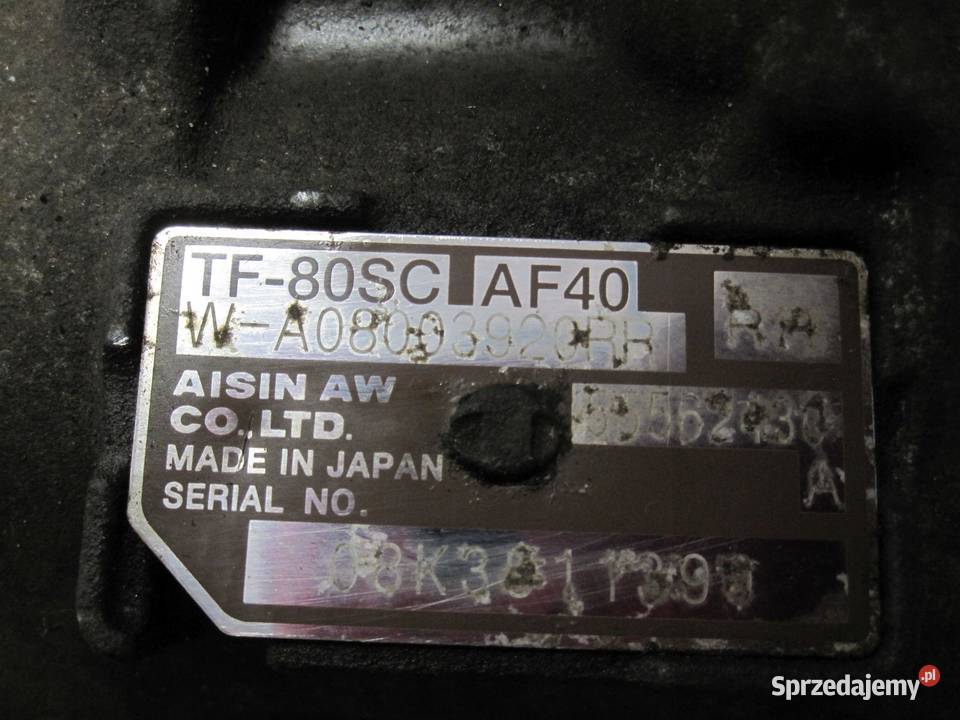 TF-80SC AF40
W-A08003920RB RA
AISIN AW
CO.,LTD.
MADE IN JAPAN
A
SERIAL NO.
Sprzedajemy.pl